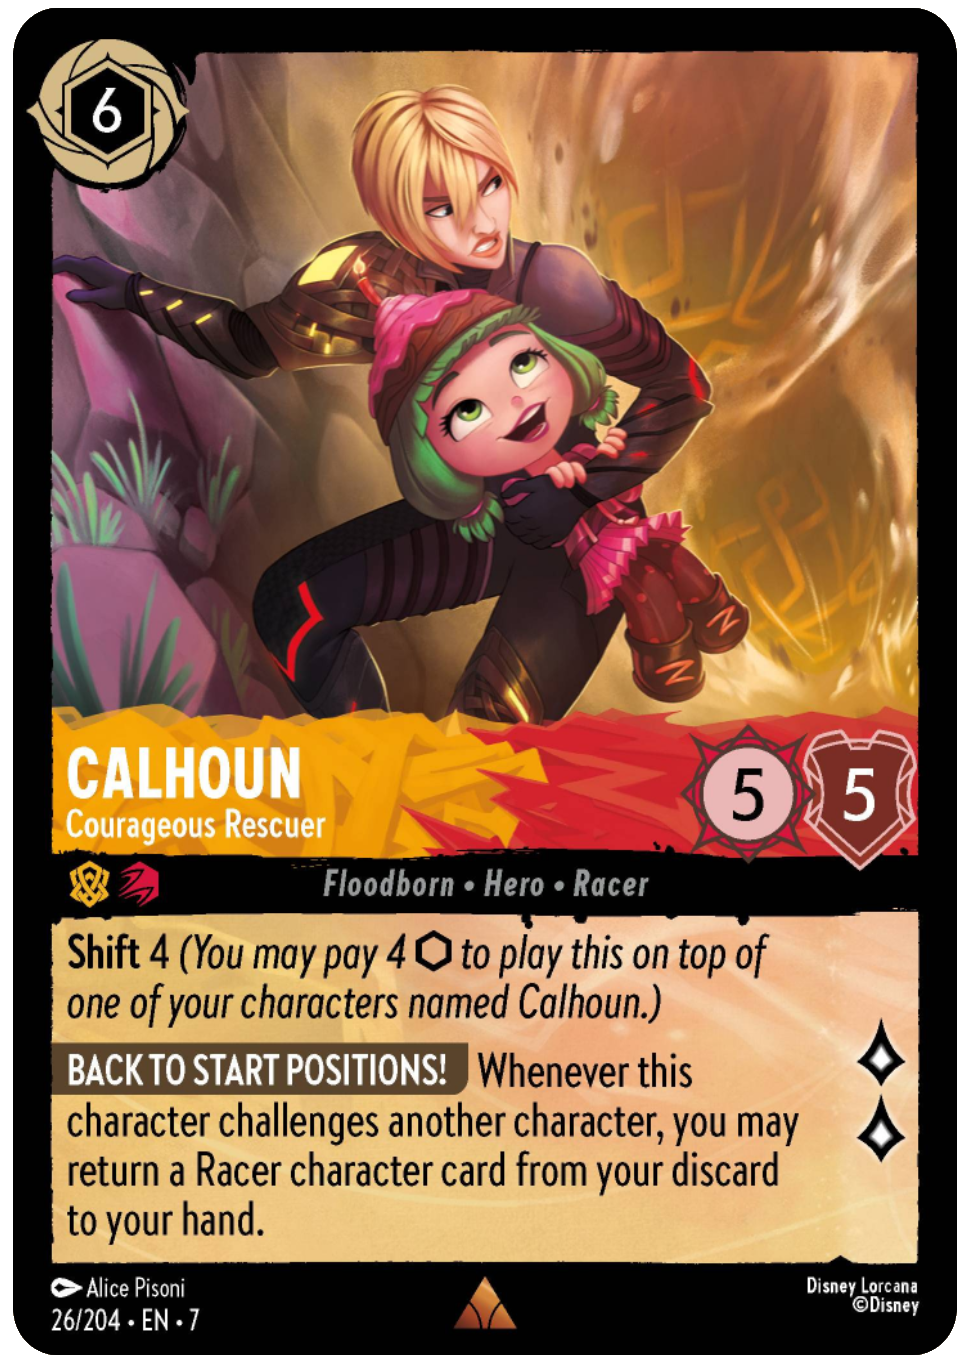 6
CALHOUN
Courageous Rescuer
5 5
Floodborn • Hero • Racer
Shift 4 (You may pay 4 ⬡ to play this on top of
one of your characters named Calhoun.)
BACK TO START POSITIONS! Whenever this
character challenges another character, you may
return a Racer character card from your discard
to your hand.
Alice Pisoni
26/204 • EN • 7
Disney Lorcana
©Disney